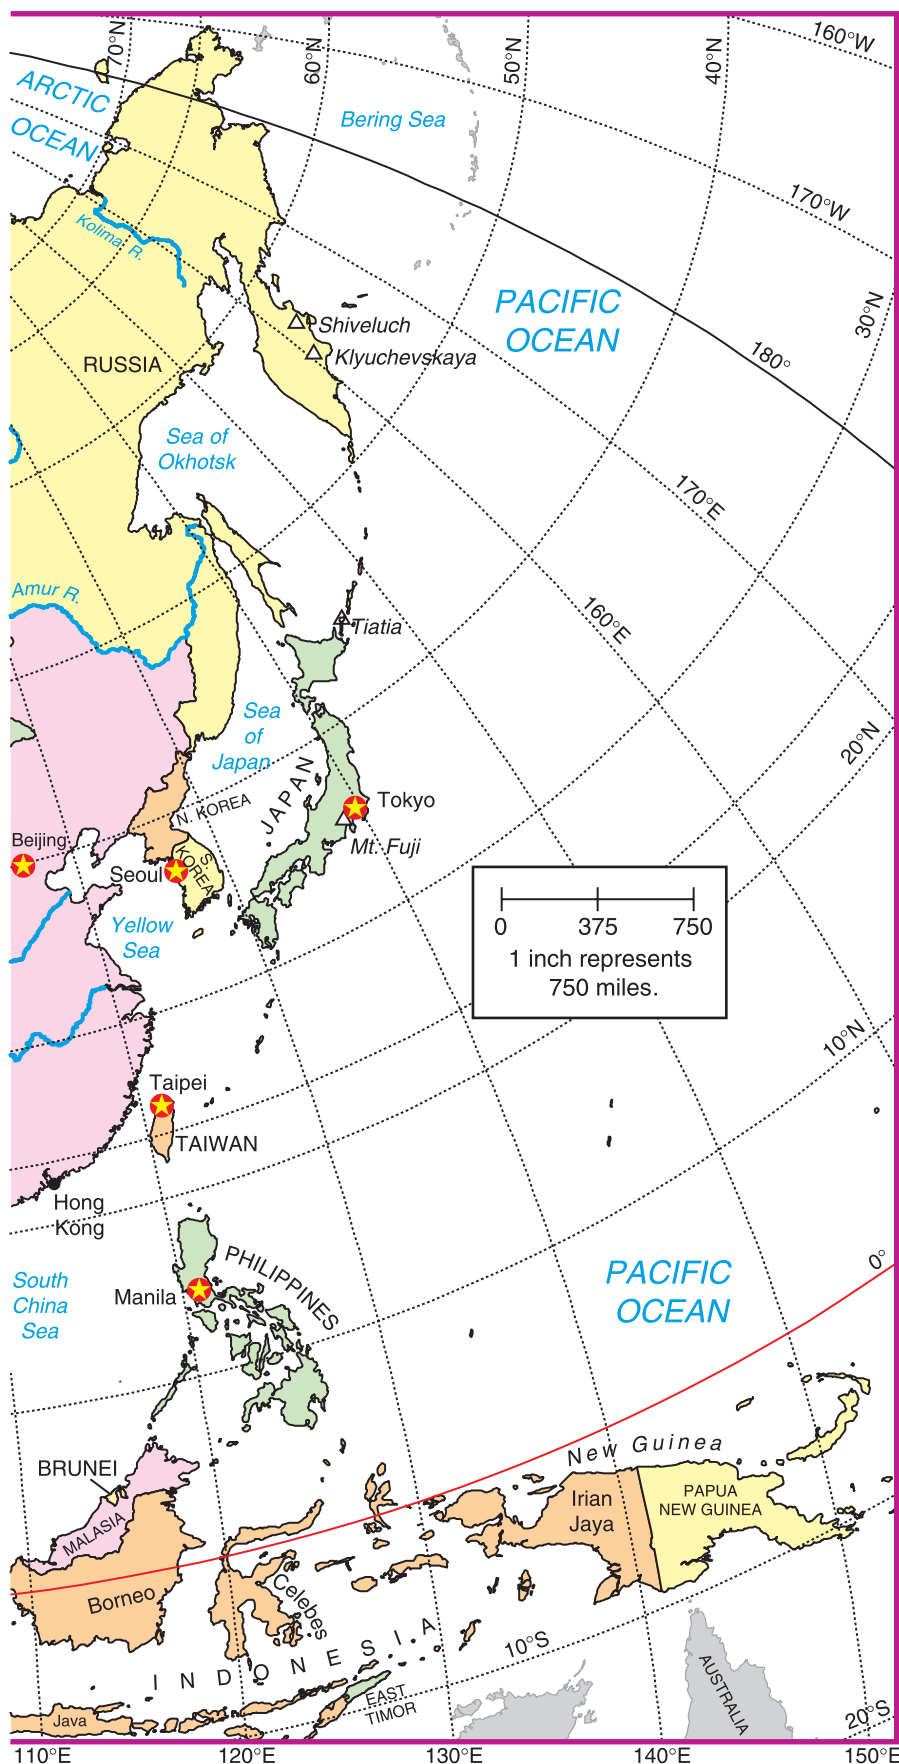 160°W
70°N
60°N
50°N
40°N
ARCTIC
OCEAN
Bering Sea
170°W
Kolima R.
PACIFIC
OCEAN
30°N
Shiveluch
Klyuchevskaya
RUSSIA
180°
Sea of
Okhotsk
170°E
Amur R.
160°E
Tiatia
Sea
of
Japan
20°N
JAPAN
N. KOREA
Tokyo
Beijing
Mt. Fuji
S.
KOREA
Seoul
0 375 750
1 inch represents
750 miles.
Yellow
Sea
10°N
Taipei
TAIWAN
Hong
Kong
PHILIPPINES
0°
South
China
Sea
Manila
PACIFIC
OCEAN
New Guinea
BRUNEI
Irian
Jaya
PAPUA
NEW GUINEA
MALASIA
Borneo
Celebes
INDONESIA
10°S
EAST
TIMOR
AUSTRALIA
Java
20°S
110°E 120°E 130°E 140°E 150°E